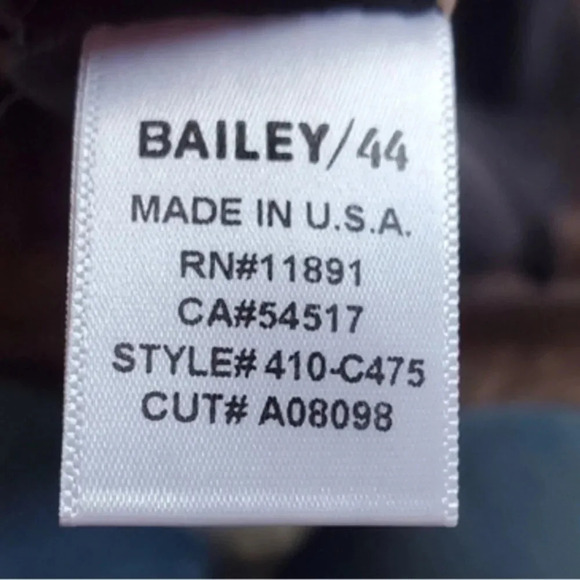 BAILEY/44
MADE IN U.S.A.
RN#11891
CA#54517
STYLE# 410-C475
CUT# A08098